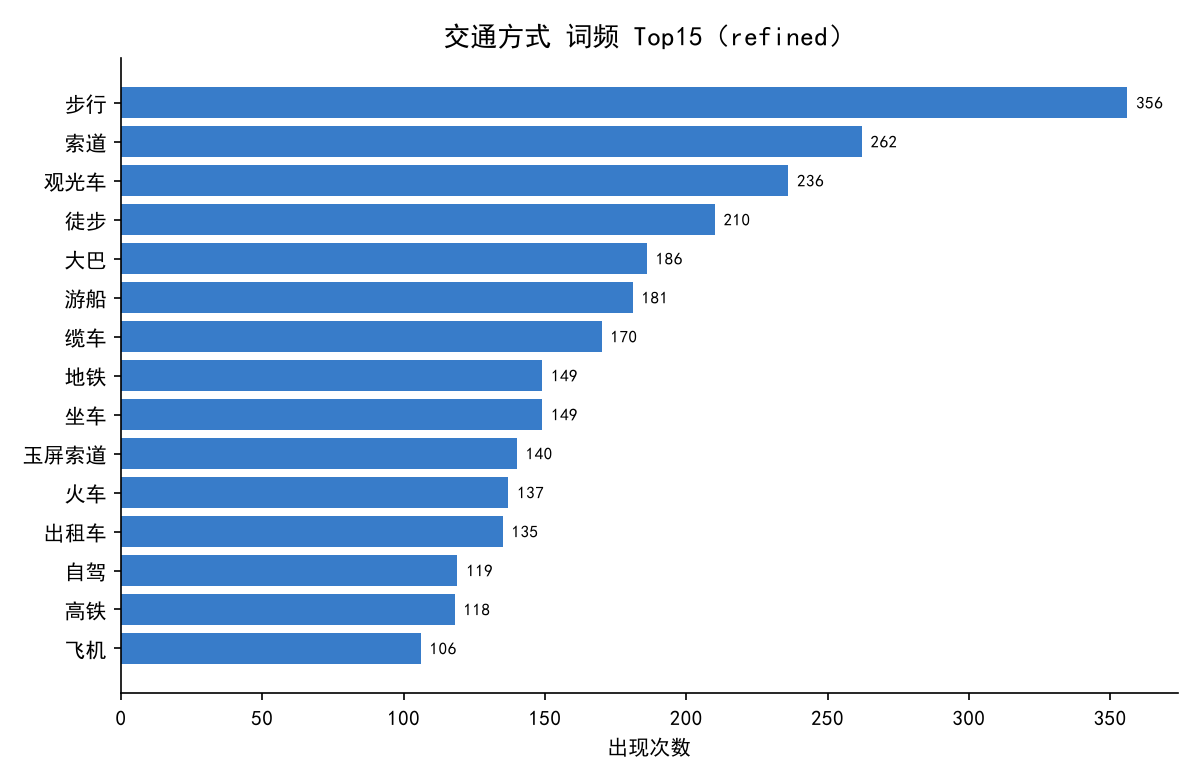 交通方式 词频 Top15（refined）
步行 356
索道 262
观光车 236
徒步 210
大巴 186
游船 181
缆车 170
地铁 149
坐车 149
玉屏索道 140
火车 137
出租车 135
自驾 119
高铁 118
飞机 106
0 50 100 150 200 250 300 350
出现次数